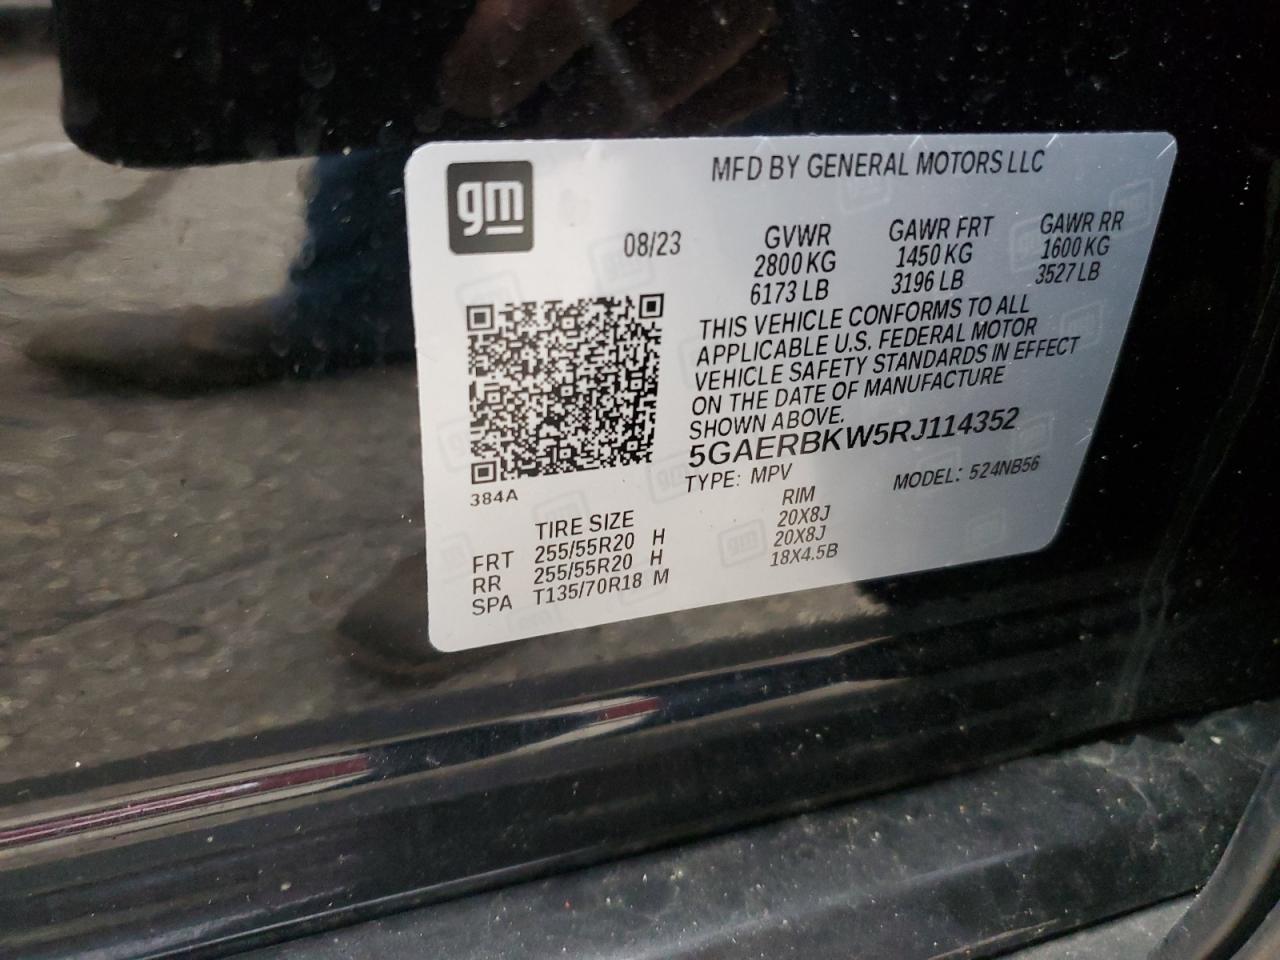 gm
MFD BY GENERAL MOTORS LLC
08/23
GVWR GAWR FRT GAWR RR
2800 KG 1450 KG 1600 KG
6173 LB 3196 LB 3527 LB
THIS VEHICLE CONFORMS TO ALL
APPLICABLE U.S. FEDERAL MOTOR
VEHICLE SAFETY STANDARDS IN EFFECT
ON THE DATE OF MANUFACTURE
SHOWN ABOVE.
5GAERBKW5RJ114352
TYPE: MPV MODEL: 524NB56
384A
TIRE SIZE RIM
FRT 255/55R20 H 20X8J
RR 255/55R20 H 20X8J
SPA T135/70R18 M 18X4.5B